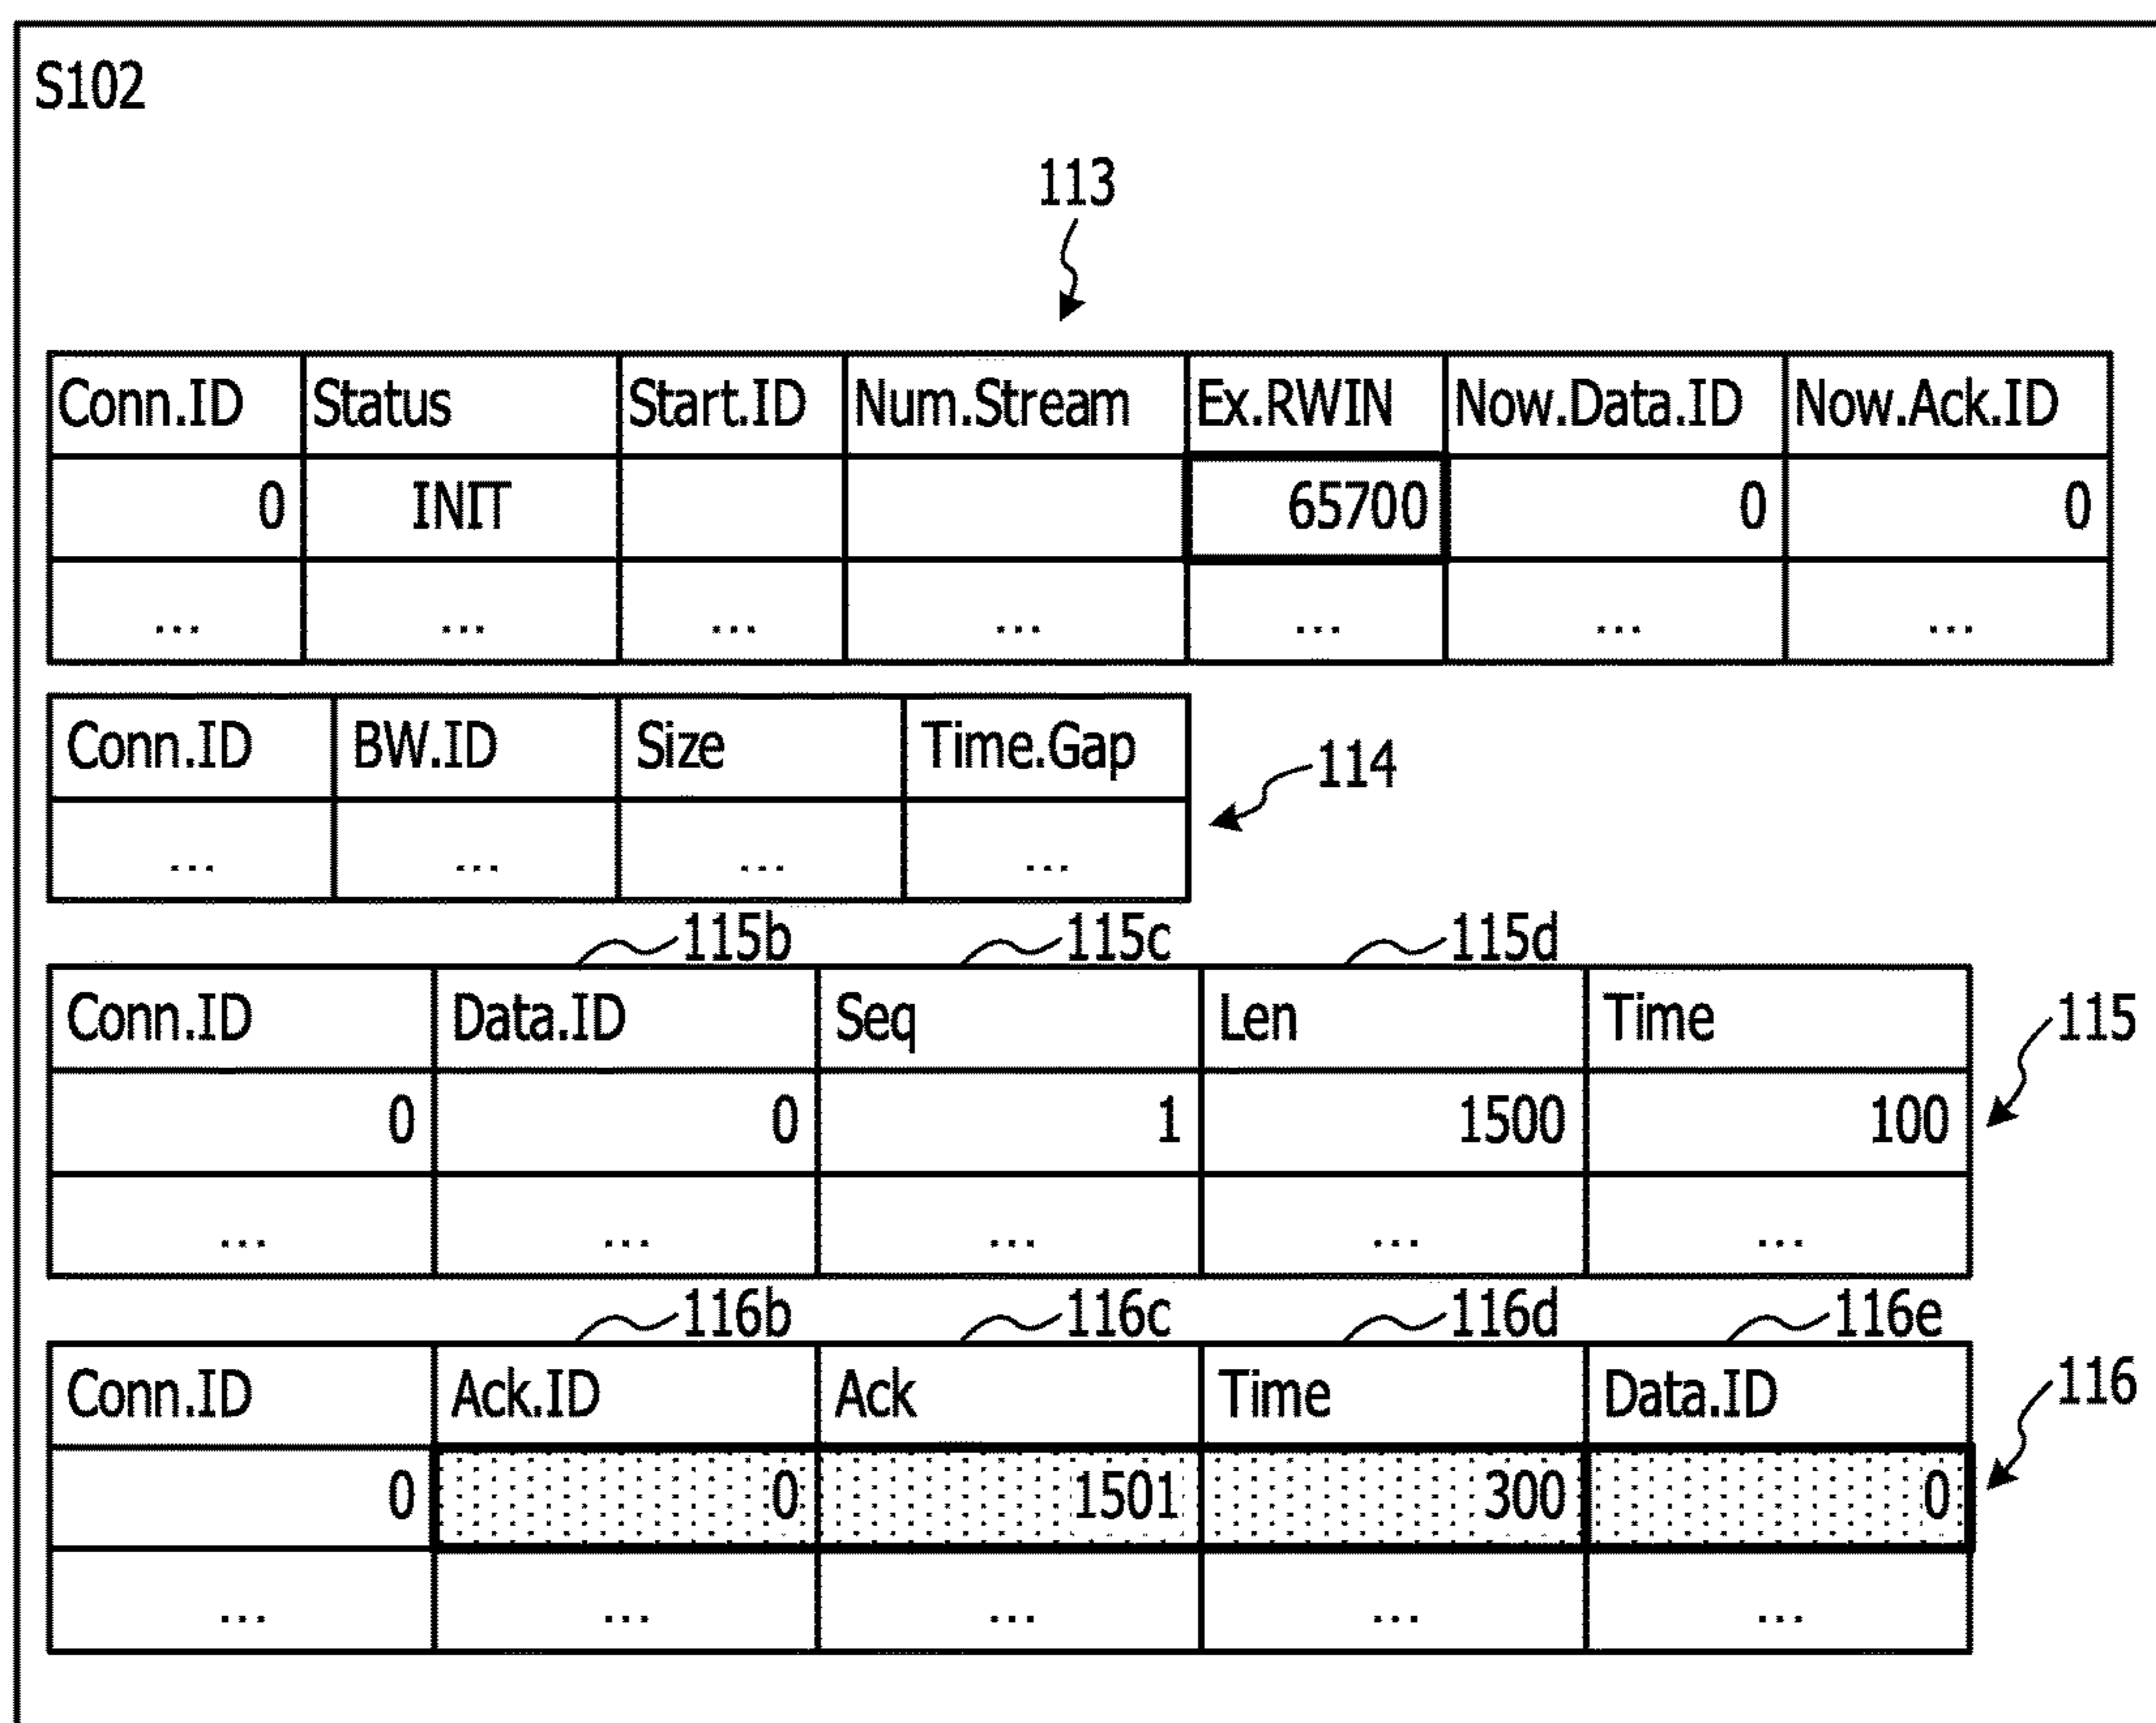 S102
113
Conn.ID Status Start.ID Num.Stream Ex.RWIN Now.Data.ID Now.Ack.ID
0 INIT 65700 0 0
... ... ... ... ... ... ...
Conn.ID BW.ID Size Time.Gap
114
... ... ... ...
115b 115c 115d
Conn.ID Data.ID Seq Len Time
115
0 0 1 1500 100
... ... ... ... ...
116b 116c 116d 116e
Conn.ID Ack.ID Ack Time Data.ID
116
0 0 1501 300 0
... ... ... ... ...